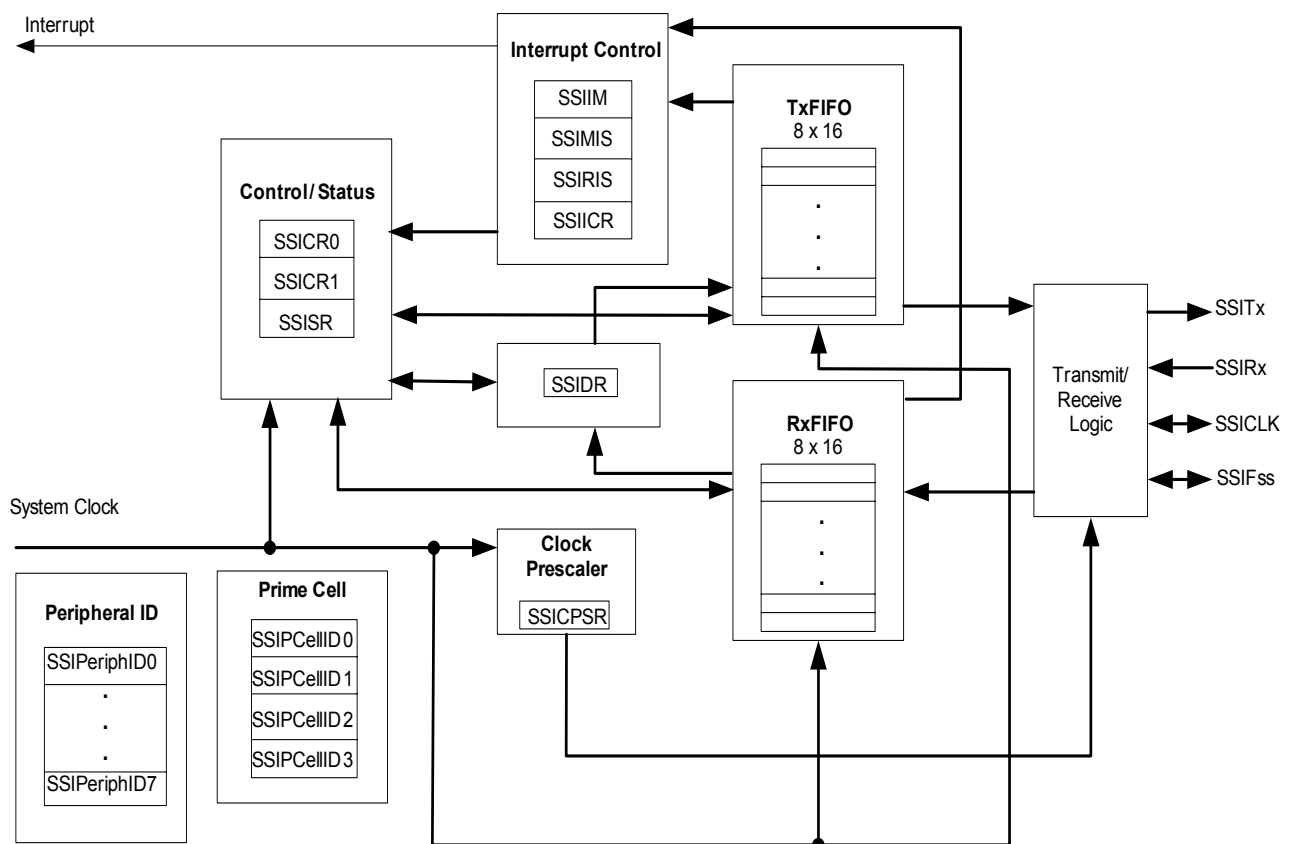 Interrupt
Interrupt Control
SSIIM
SSIMIS
SSIRIS
SSIICR
TxFIFO
8 x 16
.
.
.
Control/Status
SSICR0
SSICR1
SSISR
SSIDR
RxFIFO
8 x 16
.
.
.
Transmit/
Receive
Logic
SSITx
SSIRx
SSICLK
SSIFss
System Clock
Clock
Prescaler
SSICPSR
Peripheral ID
SSIPeriphID0
.
.
.
SSIPeriphID7
Prime Cell
SSIPCellID0
SSIPCellID1
SSIPCellID2
SSIPCellID3